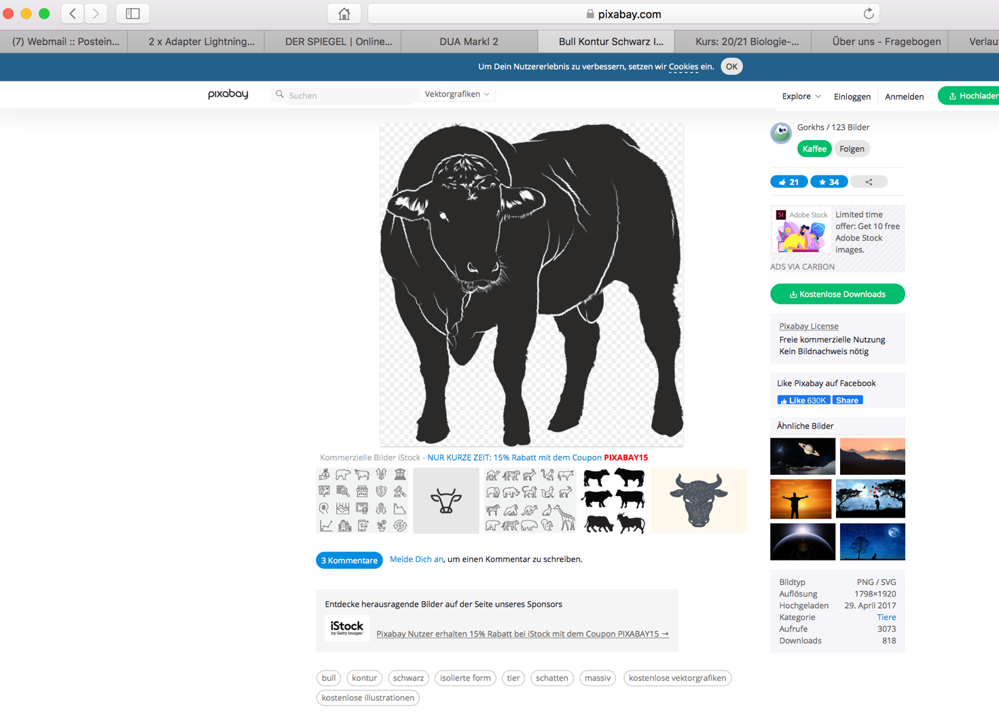 pixabay.com
(7) Webmail :: Postein...
2 x Adapter Lightning...
DER SPIEGEL | Online...
DUA Markl 2
Bull Kontur Schwarz I...
Kurs: 20/21 Biologie-...
Über uns - Fragebogen
Verlau
Um Dein Nutzererlebnis zu verbessern, setzen wir Cookies ein. OK
pixabay
Suchen
Vektorgrafiken
Explore
Einloggen
Anmelden
Hochladen
Gorkhs / 123 Bilder
Kaffee
Folgen
21
34
St Adobe Stock
Limited time
offer: Get 10 free
Adobe Stock
images.
ADS VIA CARBON
Kostenlose Downloads
Pixabay License
Freie kommerzielle Nutzung
Kein Bildnachweis nötig
Like Pixabay auf Facebook
Like 630K Share
Ähnliche Bilder
Kommerzielle Bilder iStock - NUR KURZE ZEIT: 15% Rabatt mit dem Coupon PIXABAY15
3 Kommentare
Melde Dich an, um einen Kommentar zu schreiben.
Entdecke herausragende Bilder auf der Seite unseres Sponsors
iStock
by Getty Images™
Pixabay Nutzer erhalten 15% Rabatt bei iStock mit dem Coupon PIXABAY15 →
Bildtyp PNG / SVG
Auflösung 1798×1920
Hochgeladen 29. April 2017
Kategorie Tiere
Aufrufe 3073
Downloads 818
bull kontur schwarz isolierte form tier schatten massiv kostenlose vektorgrafiken
kostenlose illustrationen